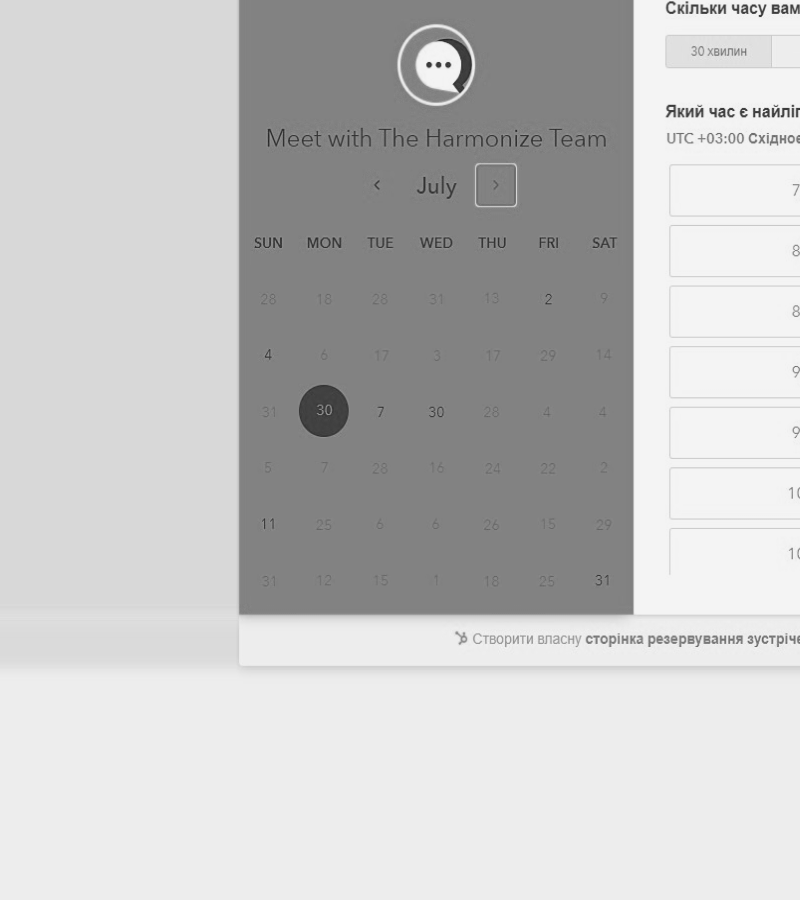 Скільки часу вам
30 хвилин
Meet with The Harmonize Team
July
SUN MON TUE WED THU FRI SAT
28 18 28 31 13 2 9
4 6 17 3 17 29 14
31 30 7 30 28 4 4
5 7 28 16 24 22 2
11 25 6 6 26 15 29
31 12 15 1 18 25 31
Який час є
UTC +03:00
7
8
8
9
9
10
10
Створити власну сторінка резервування